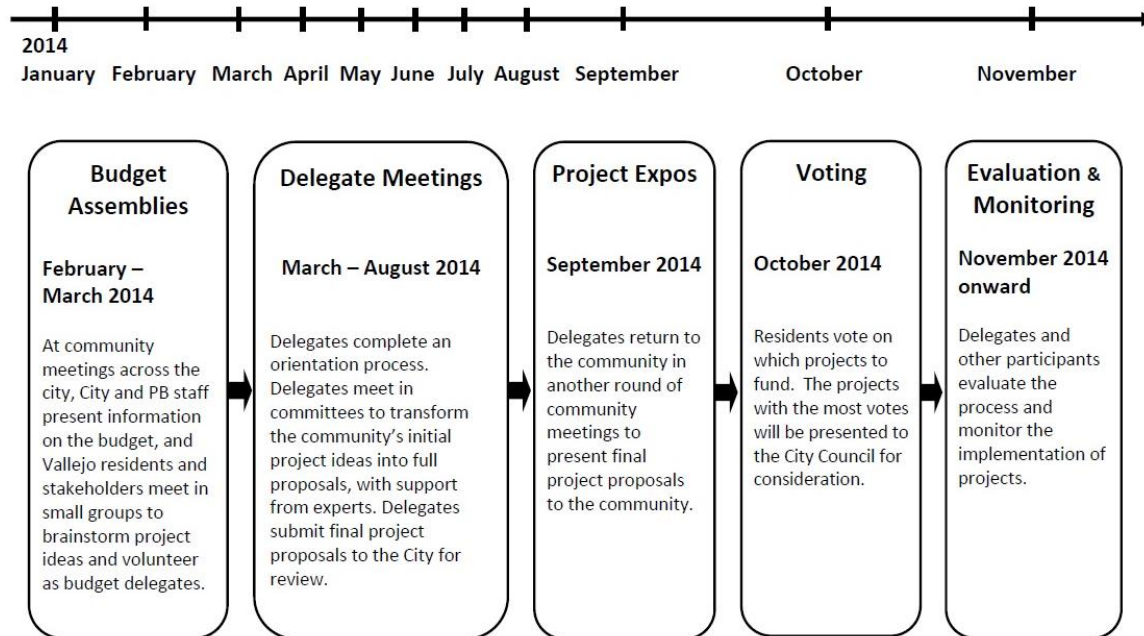 2014
January February March April May June July August September October November
Budget
Assemblies
February –
March 2014
At community
meetings across the
city, City and PB staff
present information
on the budget, and
Vallejo residents and
stakeholders meet in
small groups to
brainstorm project
ideas and volunteer
as budget delegates.
Delegate Meetings
March – August 2014
Delegates complete an
orientation process.
Delegates meet in
committees to transform
the community’s initial
project ideas into full
proposals, with support
from experts. Delegates
submit final project
proposals to the City for
review.
Project Expos
September 2014
Delegates return to
the community in
another round of
community
meetings to
present final
project proposals
to the community.
Voting
October 2014
Residents vote on
which projects to
fund.  The projects
with the most votes
will be presented to
the City Council for
consideration.
Evaluation &
Monitoring
November 2014
onward
Delegates and
other participants
evaluate the
process and
monitor the
implementation of
projects.